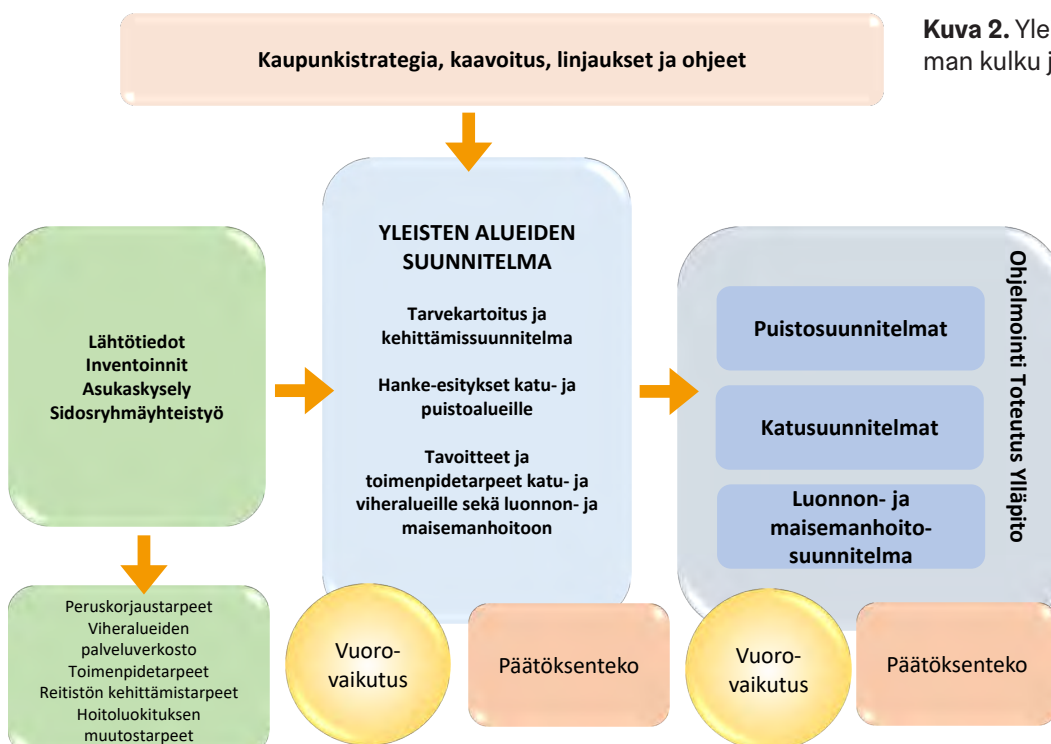 Kaupunkistrategia, kaavoitus, linjaukset ja ohjeet
Kuva 2. Yle
man kulku j
Lähtötiedot
Inventoinnit
Asukaskysely
Sidosryhmäyhteistyö
Peruskorjaustarpeet
Viheralueiden
palveluverkosto
Toimenpidetarpeet
Reitistön kehittämistarpeet
Hoitoluokituksen
muutostarpeet
YLEISTEN ALUEIDEN
SUUNNITELMA
Tarvekartoitus ja
kehittämissuunnitelma
Hanke-esitykset katu- ja
puistoalueille
Tavoitteet ja
toimenpidetarpeet katu- ja
viheralueille sekä luonnon- ja
maisemanhoitoon
Vuoro-
vaikutus
Päätöksenteko
Puistosuunnitelmat
Katusuunnitelmat
Luonnon- ja
maisemanhoito-
suunnitelma
Ohjelmointi Toteutus Ylläpito
Vuoro-
vaikutus
Päätöksenteko